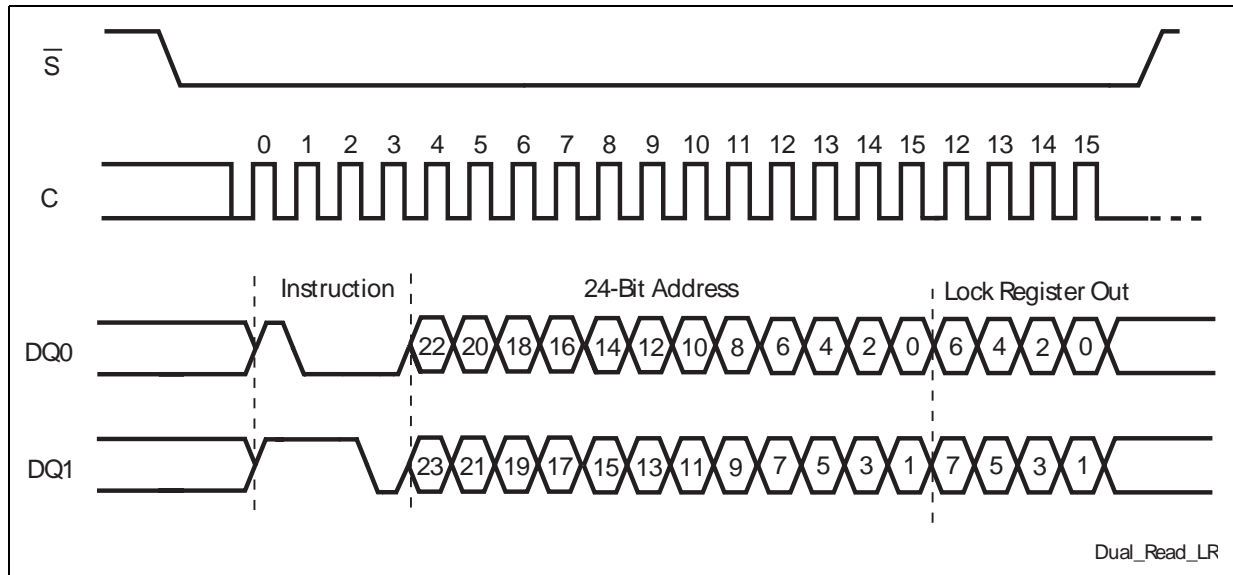 S
0 1 2 3 4 5 6 7 8 9 10 11 12 13 14 15 12 13 14 15
C
Instruction 24-Bit Address Lock Register Out
DQ0 22 20 18 16 14 12 10 8 6 4 2 0 6 4 2 0
DQ1 23 21 19 17 15 13 11 9 7 5 3 1 7 5 3 1
Dual_Read_LR